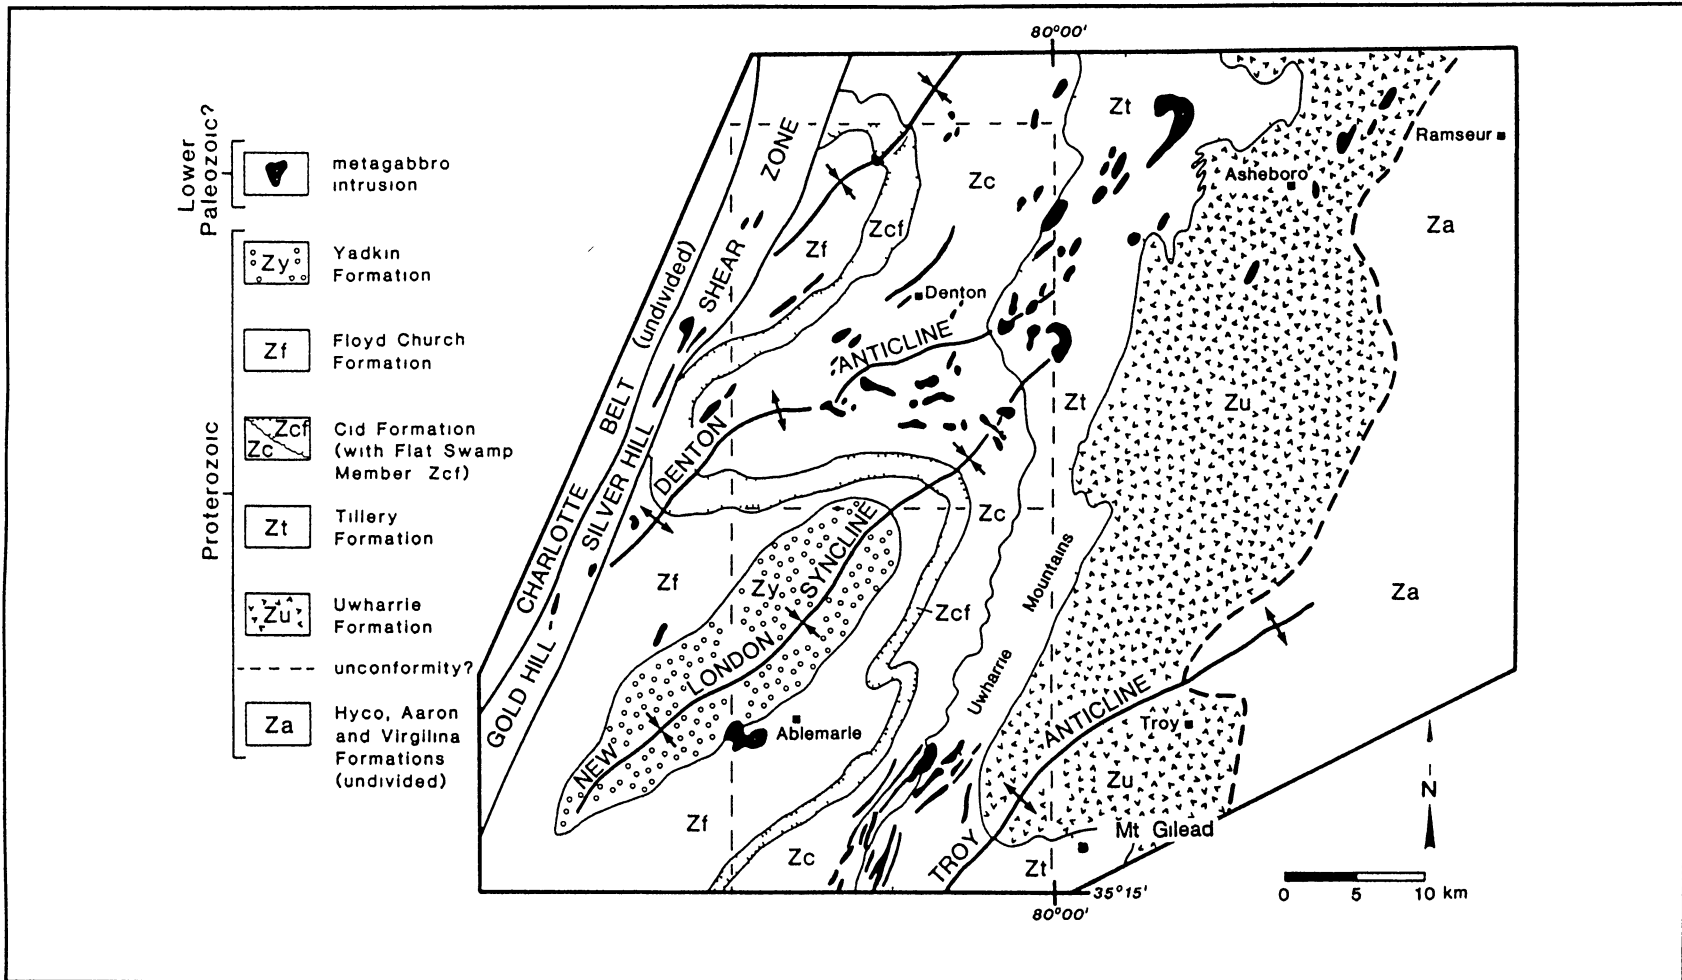 Lower
Paleozoic?
metagabbro
intrusion
Zy
Yadkin
Formation
Zf
Floyd Church
Formation
Zcf
Zc
Cid Formation
(with Flat Swamp
Member Zcf)
Proterozoic
Zt
Tillery
Formation
Zu
Uwharrie
Formation
unconformity?
Za
Hyco, Aaron
and Virgilina
Formations
(undivided)
80°00'
CHARLOTTE BELT (undivided)
GOLD HILL - SILVER HILL SHEAR ZONE
Zt
Ramseur
Asheboro
Zc
Za
Zcf
Zf
Denton
DENTON ANTICLINE
Zt
Zu
Zc
Zf
Zy
NEW LONDON SYNCLINE
Zcf
Uwharrie Mountains
Za
Ablemarle
TROY ANTICLINE
Troy
Zu
Zf
Zc
Mt Gilead
Zt
35°15'
80°00'
N
0 5 10 km